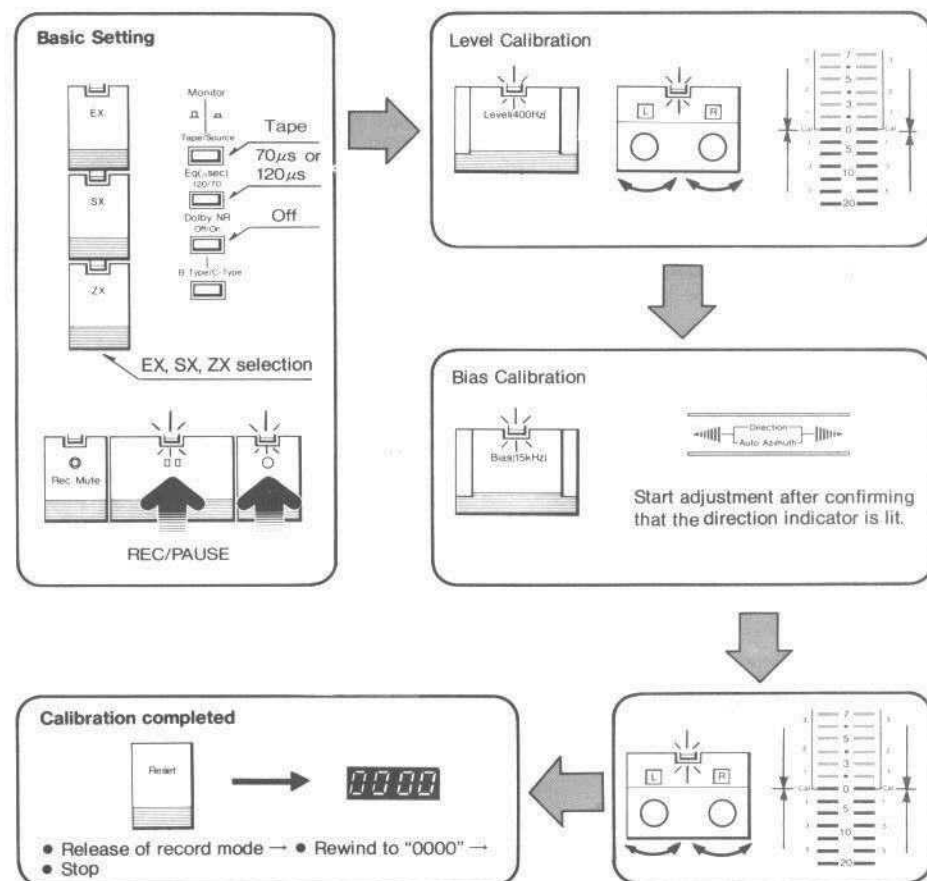 Basic Setting
EX
SX
ZX
Monitor
Tape/Source
Tape
Eq(μsec)
120/70
70μs or
120μs
Dolby NR
Off/On
Off
B Type/C-Type
EX, SX, ZX selection
Rec Mute
REC/PAUSE
Level Calibration
Level(400Hz)
L R
7
5
3
Cal 0 Cal
5
10
20
Bias Calibration
Bias(15kHz)
Direction
Auto Azimuth
Start adjustment after confirming
that the direction indicator is lit.
L R
7
5
3
Cal 0 Cal
5
10
20
Calibration completed
Reset
0000
● Release of record mode → ● Rewind to "0000" →
● Stop